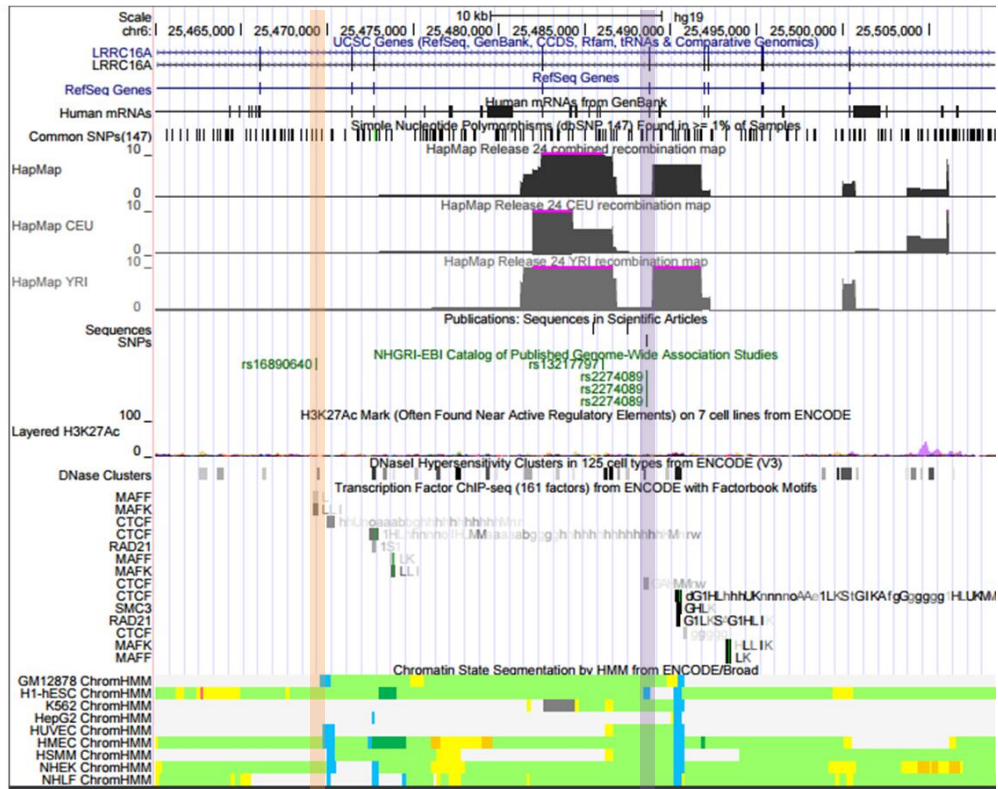 Scale 10 kb hg19
chr6: 25,465,000 25,470,000 25,475,000 25,480,000 25,485,000 25,490,000 25,495,000 25,500,000 25,505,000
UCSC Genes (RefSeq, GenBank, CCDS, Rfam, tRNAs & Comparative Genomics)
LRRC16A
LRRC16A
RefSeq Genes
RefSeq Genes
Human mRNAs from GenBank
Human mRNAs
Simple Nucleotide Polymorphisms (dbSNP 147) Found in >= 1% of Samples
Common SNPs(147)
HapMap Release 24 combined recombination map
10
HapMap
0
HapMap Release 24 CEU recombination map
10
HapMap CEU
0
HapMap Release 24 YRI recombination map
10
HapMap YRI
0
Publications: Sequences in Scientific Articles
Sequences
SNPs
NHGRI-EBI Catalog of Published Genome-Wide Association Studies
rs16890640 rs13217797
rs2274089
rs2274089
rs2274089
H3K27Ac Mark (Often Found Near Active Regulatory Elements) on 7 cell lines from ENCODE
100
Layered H3K27Ac
0
DNaseI Hypersensitivity Clusters in 125 cell types from ENCODE (V3)
DNase Clusters
Transcription Factor ChIP-seq (161 factors) from ENCODE with Factorbook Motifs
MAFF L
MAFK LLI
CTCF
CTCF
RAD21
MAFF LK
MAFK LLI
CTCF
CTCF
SMC3 GHLK
RAD21
CTCF gggggg
MAFK HLLIK
MAFF LK
Chromatin State Segmentation by HMM from ENCODE/Broad
GM12878 ChromHMM
H1-hESC ChromHMM
K562 ChromHMM
HepG2 ChromHMM
HUVEC ChromHMM
HMEC ChromHMM
HSMM ChromHMM
NHEK ChromHMM
NHLF ChromHMM